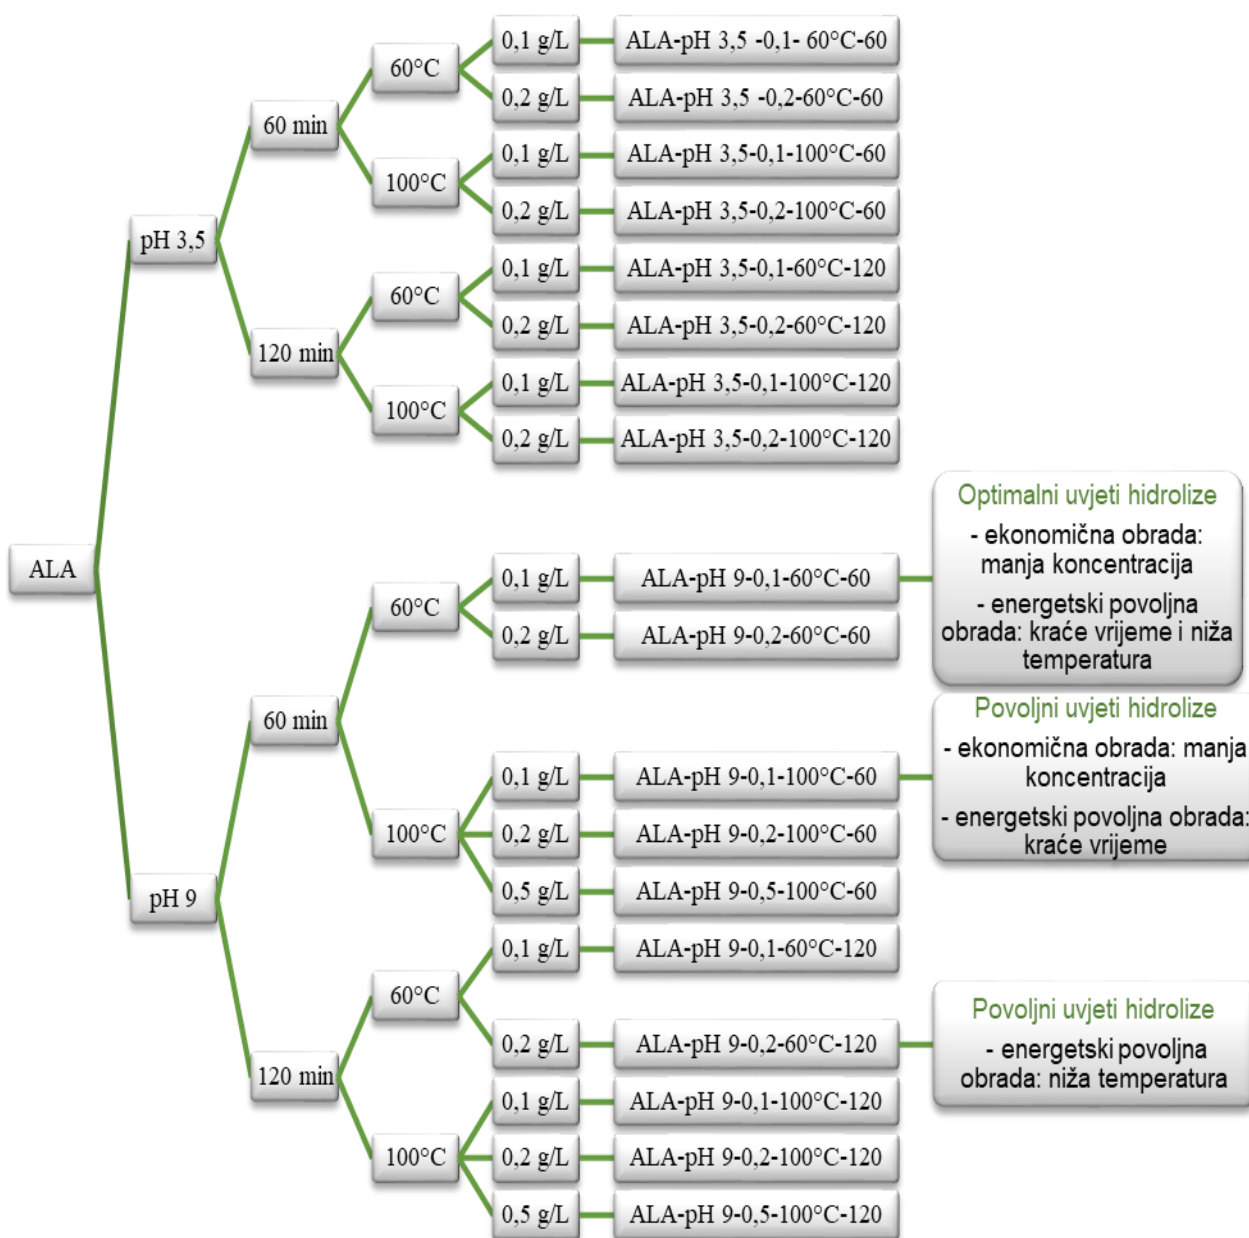 ALA
pH 3,5
60 min
60°C
0,1 g/L
ALA-pH 3,5 -0,1- 60°C-60
0,2 g/L
ALA-pH 3,5 -0,2-60°C-60
100°C
0,1 g/L
ALA-pH 3,5-0,1-100°C-60
0,2 g/L
ALA-pH 3,5-0,2-100°C-60
120 min
60°C
0,1 g/L
ALA-pH 3,5-0,1-60°C-120
0,2 g/L
ALA-pH 3,5-0,2-60°C-120
100°C
0,1 g/L
ALA-pH 3,5-0,1-100°C-120
0,2 g/L
ALA-pH 3,5-0,2-100°C-120
pH 9
60 min
60°C
0,1 g/L
ALA-pH 9-0,1-60°C-60
Optimalni uvjeti hidrolize
- ekonomična obrada:
manja koncentracija
- energetski povoljna
obrada: kraće vrijeme i niža
temperatura
0,2 g/L
ALA-pH 9-0,2-60°C-60
100°C
0,1 g/L
ALA-pH 9-0,1-100°C-60
Povoljni uvjeti hidrolize
- ekonomična obrada: manja
koncentracija
- energetski povoljna obrada:
kraće vrijeme
0,2 g/L
ALA-pH 9-0,2-100°C-60
0,5 g/L
ALA-pH 9-0,5-100°C-60
120 min
60°C
0,1 g/L
ALA-pH 9-0,1-60°C-120
0,2 g/L
ALA-pH 9-0,2-60°C-120
Povoljni uvjeti hidrolize
- energetski povoljna
obrada: niža temperatura
100°C
0,1 g/L
ALA-pH 9-0,1-100°C-120
0,2 g/L
ALA-pH 9-0,2-100°C-120
0,5 g/L
ALA-pH 9-0,5-100°C-120